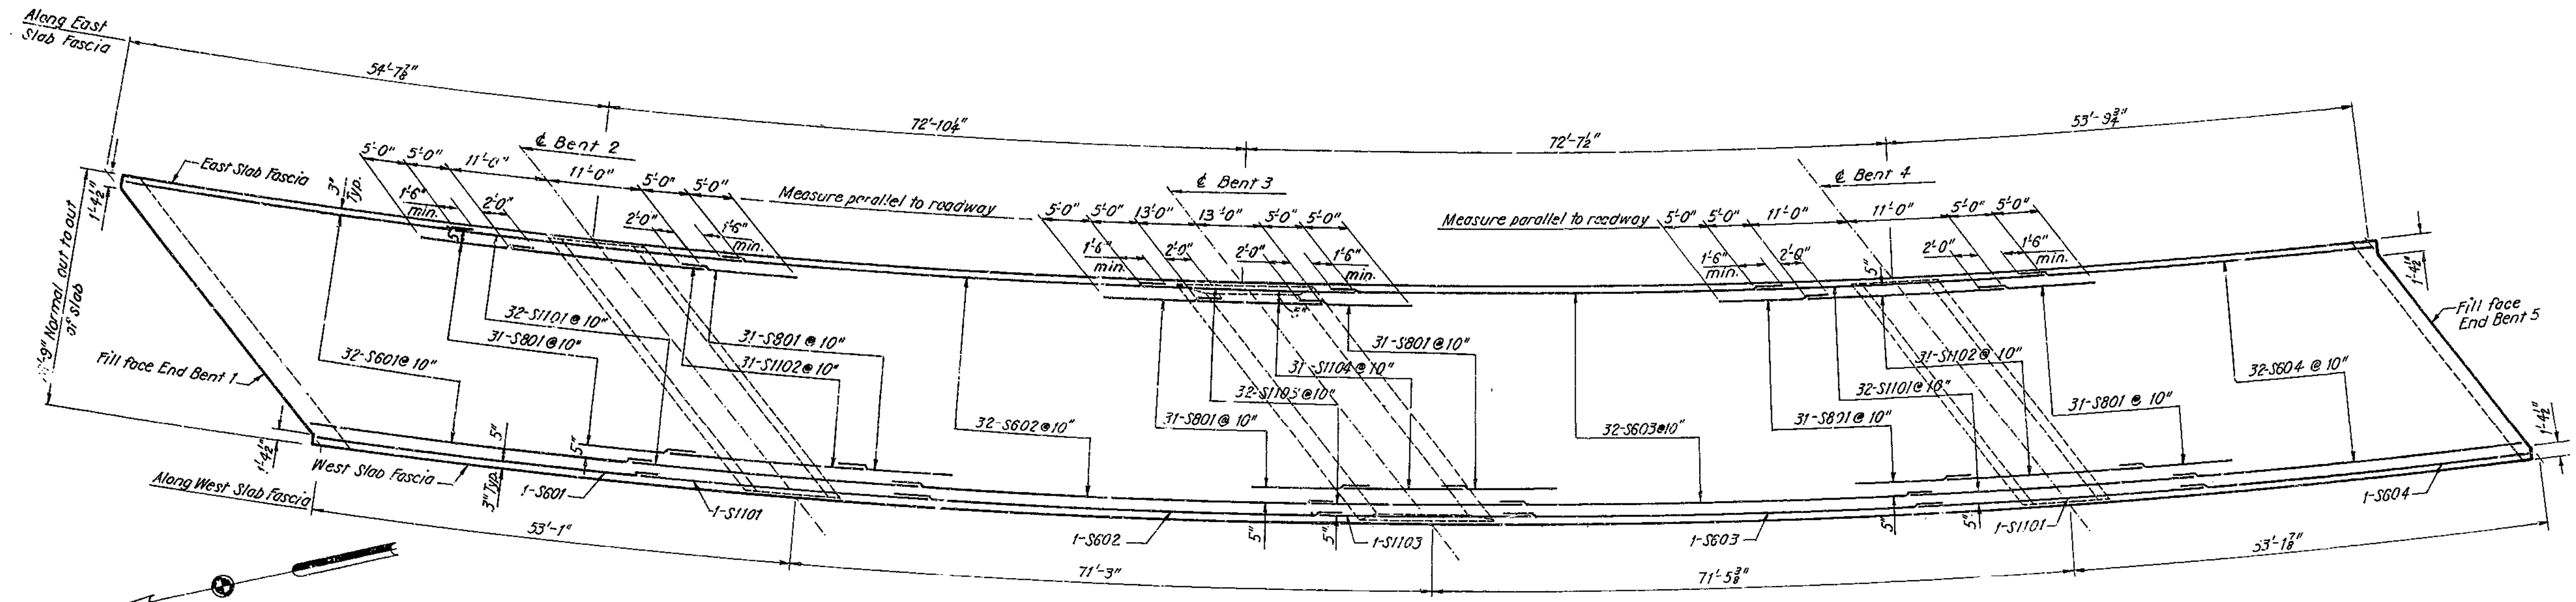 Along East
Slab Fascia
54'-7⅞"
72'-10¼"
72'-7½"
53'-9¾"
℄ Bent 2
℄ Bent 3
℄ Bent 4
5'-0"
5'-0"
11'-0"
11'-0"
5'-0"
5'-0"
Measure parallel to roadway
5'-0"
5'-0"
13'-0"
13'-0"
5'-0"
5'-0"
Measure parallel to roadway
5'-0"
5'-0"
11'-0"
11'-0"
5'-0"
5'-0"
East Slab Fascia
3"
Typ.
1'-6"
min.
2'-0"
2'-0"
1'-6"
min.
1'-6"
min.
2'-0"
2'-0"
1'-6"
min.
1'-6"
min.
2'-0"
2'-0"
1'-6"
min.
1'-4½"
Normal out to out
of slab
5"
5"
5"
1'-4½"
Fill face
End Bent 5
Fill face End Bent 1
32-S601@ 10"
31-S801@10"
32-S1101@10"
31-S801 @ 10"
31-S1102@ 10"
32-S602@10"
31-S801@ 10"
32-S1103@10"
31-S1104@10"
31-S801@10"
32-S603@10"
31-S801@10"
32-S1101@10"
31-S1102@ 10"
31-S801 @ 10"
32-S604 @ 10"
1'-4½"
1'-4½"
5"
5"
West Slab Fascia
3" Typ.
Along West Slab Fascia
1-S601
1-S1101
1-S602
5"
5"
1-S1103
1-S603
5"
5"
1-S1101
1-S604
53'-1"
71'-3"
71'-5⅜"
53'-1⅞"